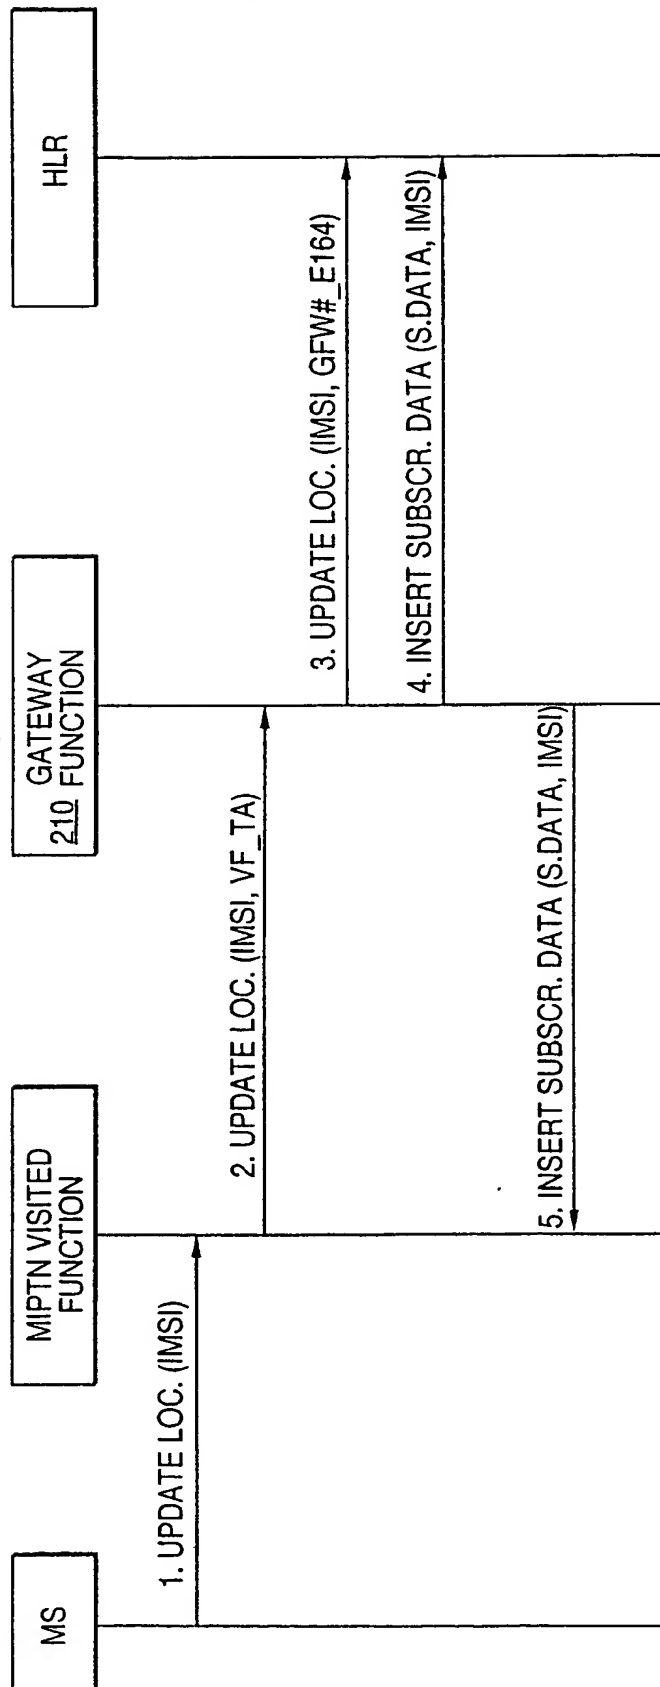 MS
MIPTN VISITED
FUNCTION
GATEWAY
210 FUNCTION
HLR
1. UPDATE LOC. (IMSI)
2. UPDATE LOC. (IMSI, VF_TA)
3. UPDATE LOC. (IMSI, GFW#_E164)
4. INSERT SUBSCR. DATA (S.DATA, IMSI)
5. INSERT SUBSCR. DATA (S.DATA, IMSI)